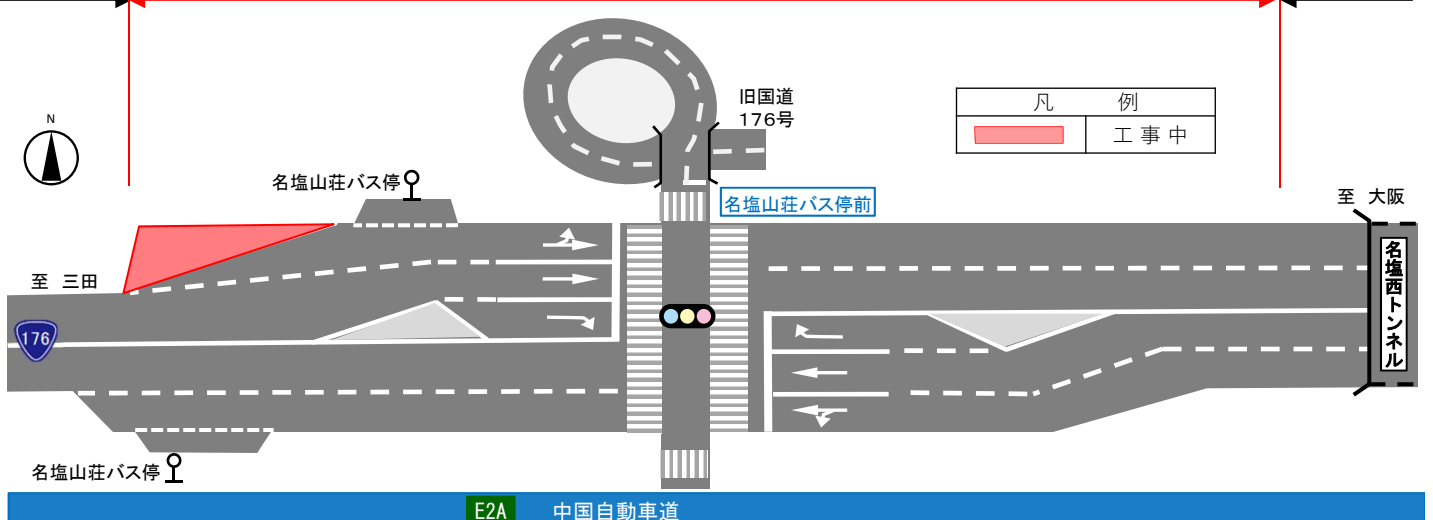 旧国道
176号
凡 例
工事中
N
名塩山荘バス停
名塩山荘バス停前
至 大阪
名塩西トンネル
至 三田
176
名塩山荘バス停
E2A 中国自動車道